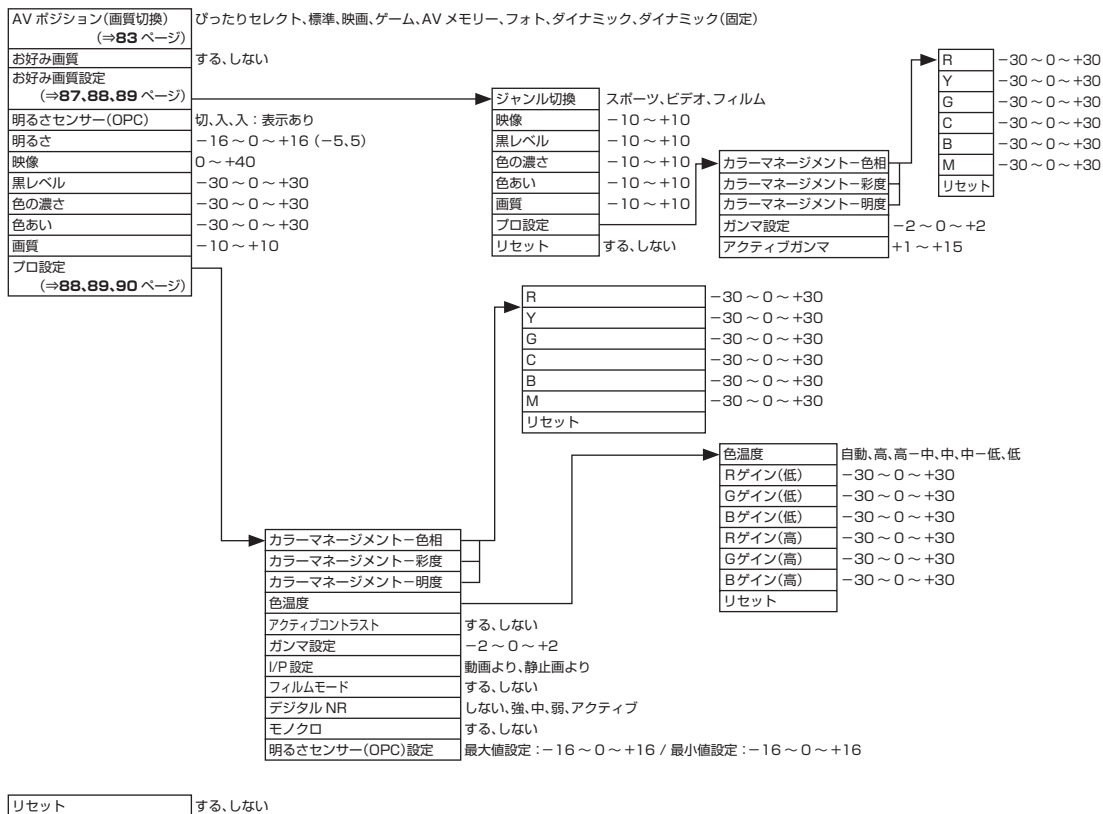 AV ポジション(画質切換) ぴったりセレクト、標準、映画、ゲーム、AV メモリー、フォト、ダイナミック、ダイナミック(固定)
(⇒83 ページ)
お好み画質 する、しない
お好み画質設定
(⇒87、88、89 ページ)
明るさセンサー(OPC) 切、入、入：表示あり
明るさ －16～0～+16（－5、5）
映像 0～+40
黒レベル －30～0～+30
色の濃さ －30～0～+30
色あい －30～0～+30
画質 －10～+10
プロ設定
(⇒88、89、90 ページ)
ジャンル切換 スポーツ、ビデオ、フィルム
映像 －10～+10
黒レベル －10～+10
色の濃さ －10～+10
色あい －10～+10
画質 －10～+10
プロ設定
リセット する、しない
カラーマネージメント－色相
カラーマネージメント－彩度
カラーマネージメント－明度
ガンマ設定 －2～0～+2
アクティブガンマ +1～+15
R －30～0～+30
Y －30～0～+30
G －30～0～+30
C －30～0～+30
B －30～0～+30
M －30～0～+30
リセット
R －30～0～+30
Y －30～0～+30
G －30～0～+30
C －30～0～+30
B －30～0～+30
M －30～0～+30
リセット
色温度 自動、高、高－中、中、中－低、低
Rゲイン(低) －30～0～+30
Gゲイン(低) －30～0～+30
Bゲイン(低) －30～0～+30
Rゲイン(高) －30～0～+30
Gゲイン(高) －30～0～+30
Bゲイン(高) －30～0～+30
リセット
カラーマネージメント－色相
カラーマネージメント－彩度
カラーマネージメント－明度
色温度
アクティブコントラスト する、しない
ガンマ設定 －2～0～+2
I/P 設定 動画より、静止画より
フィルムモード する、しない
デジタル NR しない、強、中、弱、アクティブ
モノクロ する、しない
明るさセンサー(OPC)設定 最大値設定：－16～0～+16 / 最小値設定：－16～0～+16
リセット する、しない